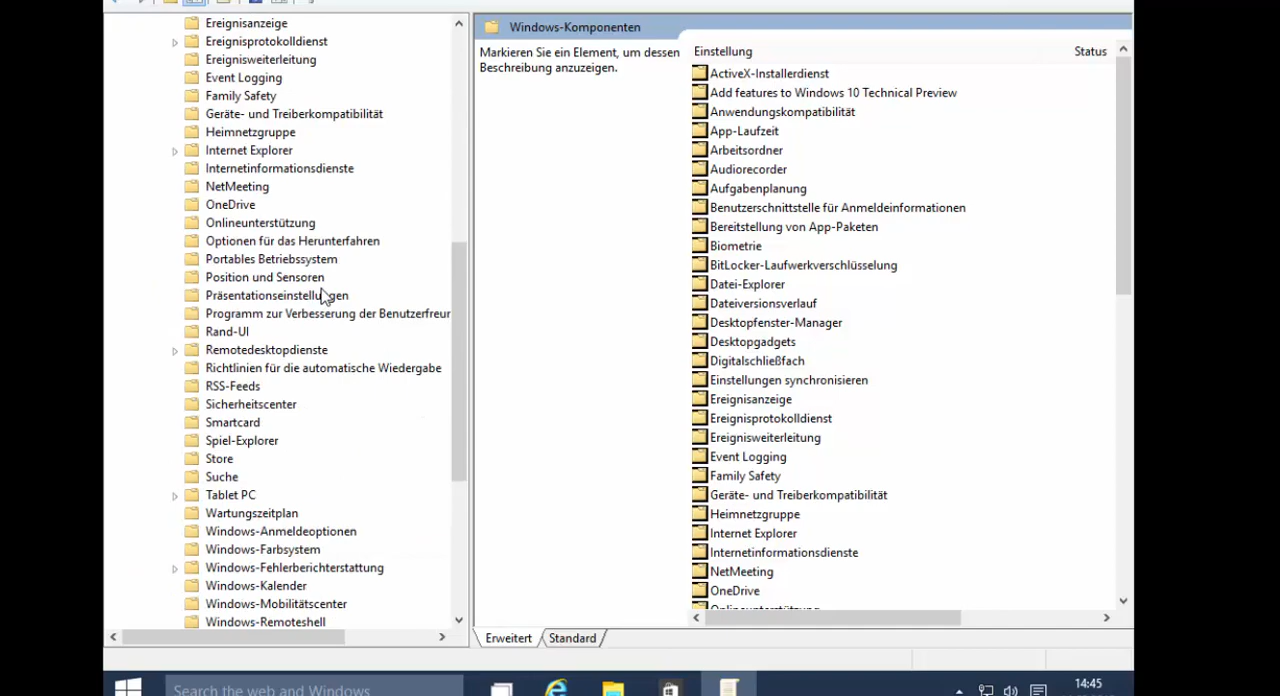 Ereignisanzeige
Ereignisprotokolldienst
Ereignisweiterleitung
Event Logging
Family Safety
Geräte- und Treiberkompatibilität
Heimnetzgruppe
Internet Explorer
Internetinformationsdienste
NetMeeting
OneDrive
Onlineunterstützung
Optionen für das Herunterfahren
Portables Betriebssystem
Position und Sensoren
Präsentationseinstellungen
Programm zur Verbesserung der Benutzerfreur
Rand-UI
Remotedesktopdienste
Richtlinien für die automatische Wiedergabe
RSS-Feeds
Sicherheitscenter
Smartcard
Spiel-Explorer
Store
Suche
Tablet PC
Wartungszeitplan
Windows-Anmeldeoptionen
Windows-Farbsystem
Windows-Fehlerberichterstattung
Windows-Kalender
Windows-Mobilitätscenter
Windows-Remoteshell
Windows-Komponenten
Markieren Sie ein Element, um dessen
Beschreibung anzuzeigen.
Einstellung Status
ActiveX-Installerdienst
Add features to Windows 10 Technical Preview
Anwendungskompatibilität
App-Laufzeit
Arbeitsordner
Audiorecorder
Aufgabenplanung
Benutzerschnittstelle für Anmeldeinformationen
Bereitstellung von App-Paketen
Biometrie
BitLocker-Laufwerkverschlüsselung
Datei-Explorer
Dateiversionsverlauf
Desktopfenster-Manager
Desktopgadgets
Digitalschließfach
Einstellungen synchronisieren
Ereignisanzeige
Ereignisprotokolldienst
Ereignisweiterleitung
Event Logging
Family Safety
Geräte- und Treiberkompatibilität
Heimnetzgruppe
Internet Explorer
Internetinformationsdienste
NetMeeting
OneDrive
Onlineunterstützung
Erweitert Standard
Search the web and Windows
14:45